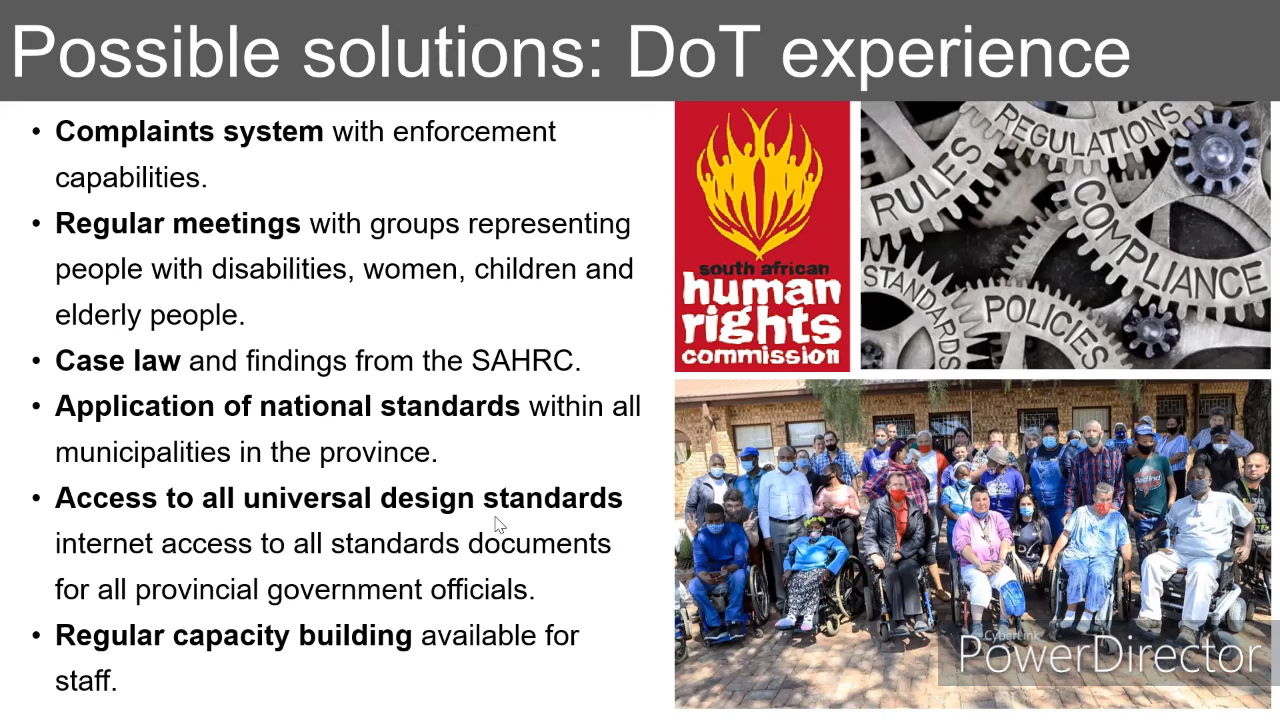 Possible solutions: DoT experience
• Complaints system with enforcement
capabilities.
• Regular meetings with groups representing
people with disabilities, women, children and
elderly people.
• Case law and findings from the SAHRC.
• Application of national standards within all
municipalities in the province.
• Access to all universal design standards
internet access to all standards documents
for all provincial government officials.
• Regular capacity building available for
staff.
south african
human
rights
commission
REGULATIONS
RULES
COMPLIANCE
STANDARDS
POLICIES
CyberLink
PowerDirector